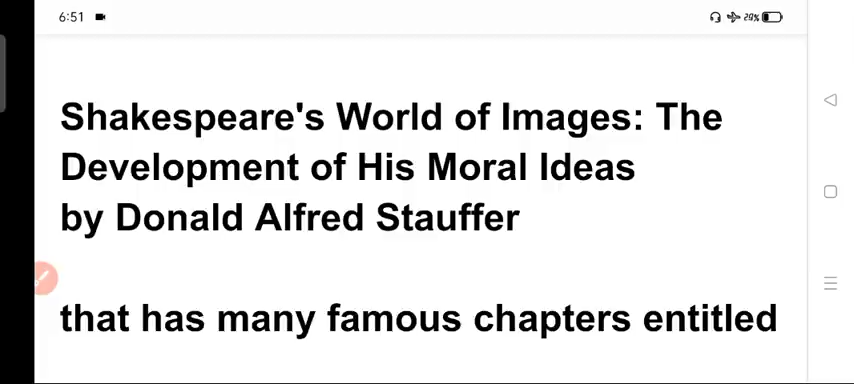 6:51
20%
Shakespeare's World of Images: The
Development of His Moral Ideas
by Donald Alfred Stauffer
that has many famous chapters entitled